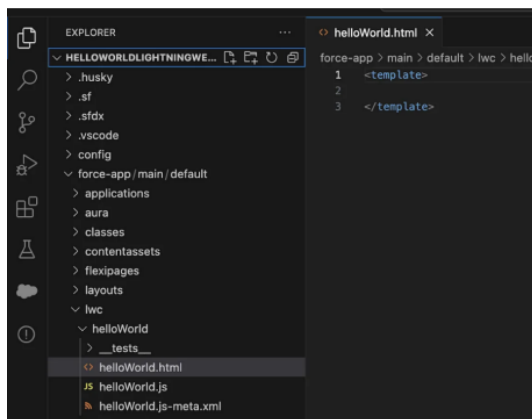 EXPLORER
HELLOWORLDLIGHTNINGWE...
.husky
.sf
.sfdx
.vscode
config
force-app/main/default
applications
aura
classes
contentassets
flexipages
layouts
lwc
helloWorld
__tests__
<> helloWorld.html
JS helloWorld.js
helloWorld.js-meta.xml
<> helloWorld.html ×
force-app > main > default > lwc > hello
1 <template>
2
3 </template>